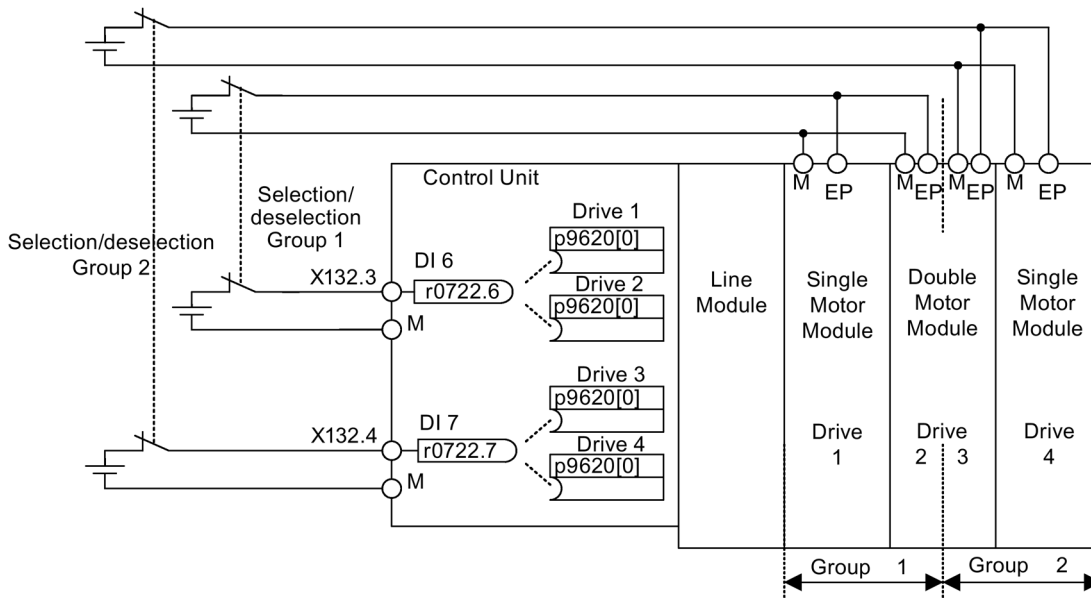 M
EP
M
EP
M
EP
M
EP
Control Unit
Selection/
deselection
Group 1
Selection/deselection
Group 2
Drive 1
p9620[0]
DI 6
X132.3
r0722.6
Drive 2
p9620[0]
M
Drive 3
p9620[0]
DI 7
X132.4
r0722.7
Drive 4
p9620[0]
M
Line
Module
Single
Motor
Module
Double
Motor
Module
Single
Motor
Module
Drive
1
Drive
2 3
Drive
4
Group 1
Group 2